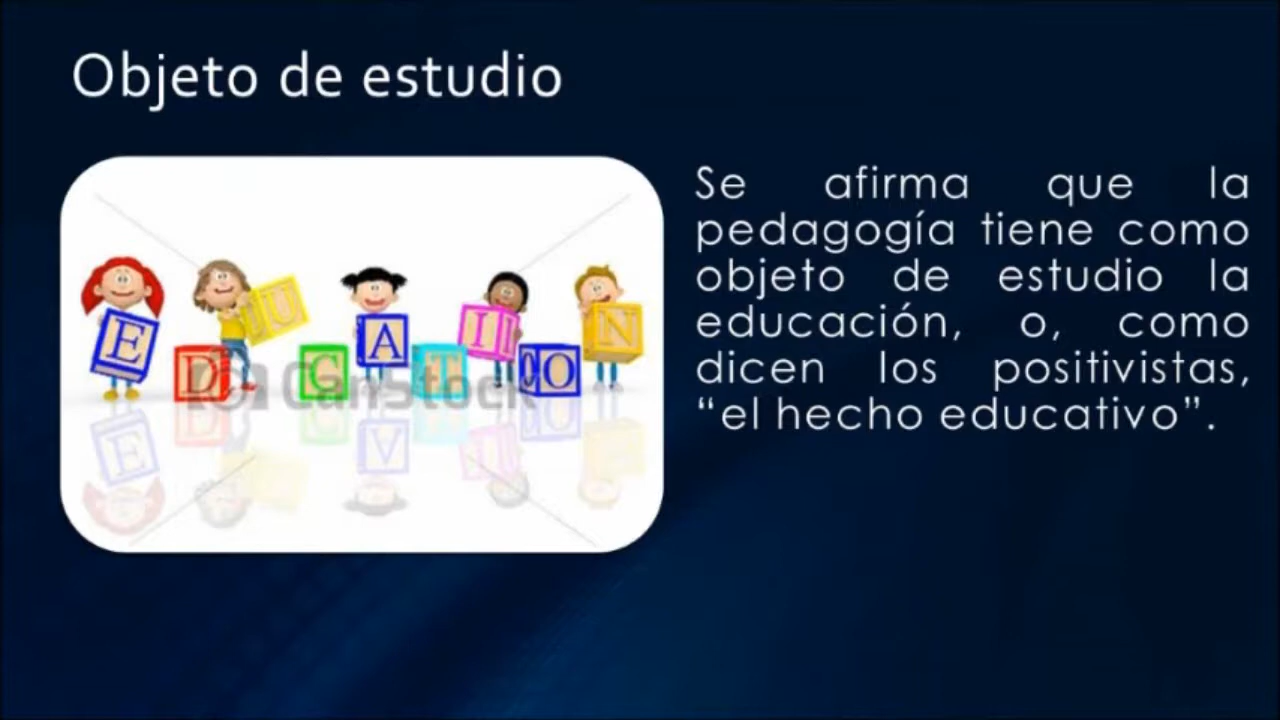 Objeto de estudio
Se afirma que la
pedagogía tiene como
objeto de estudio la
educación, o, como
dicen los positivistas,
“el hecho educativo”.
E D U C A T I O N
CanStock